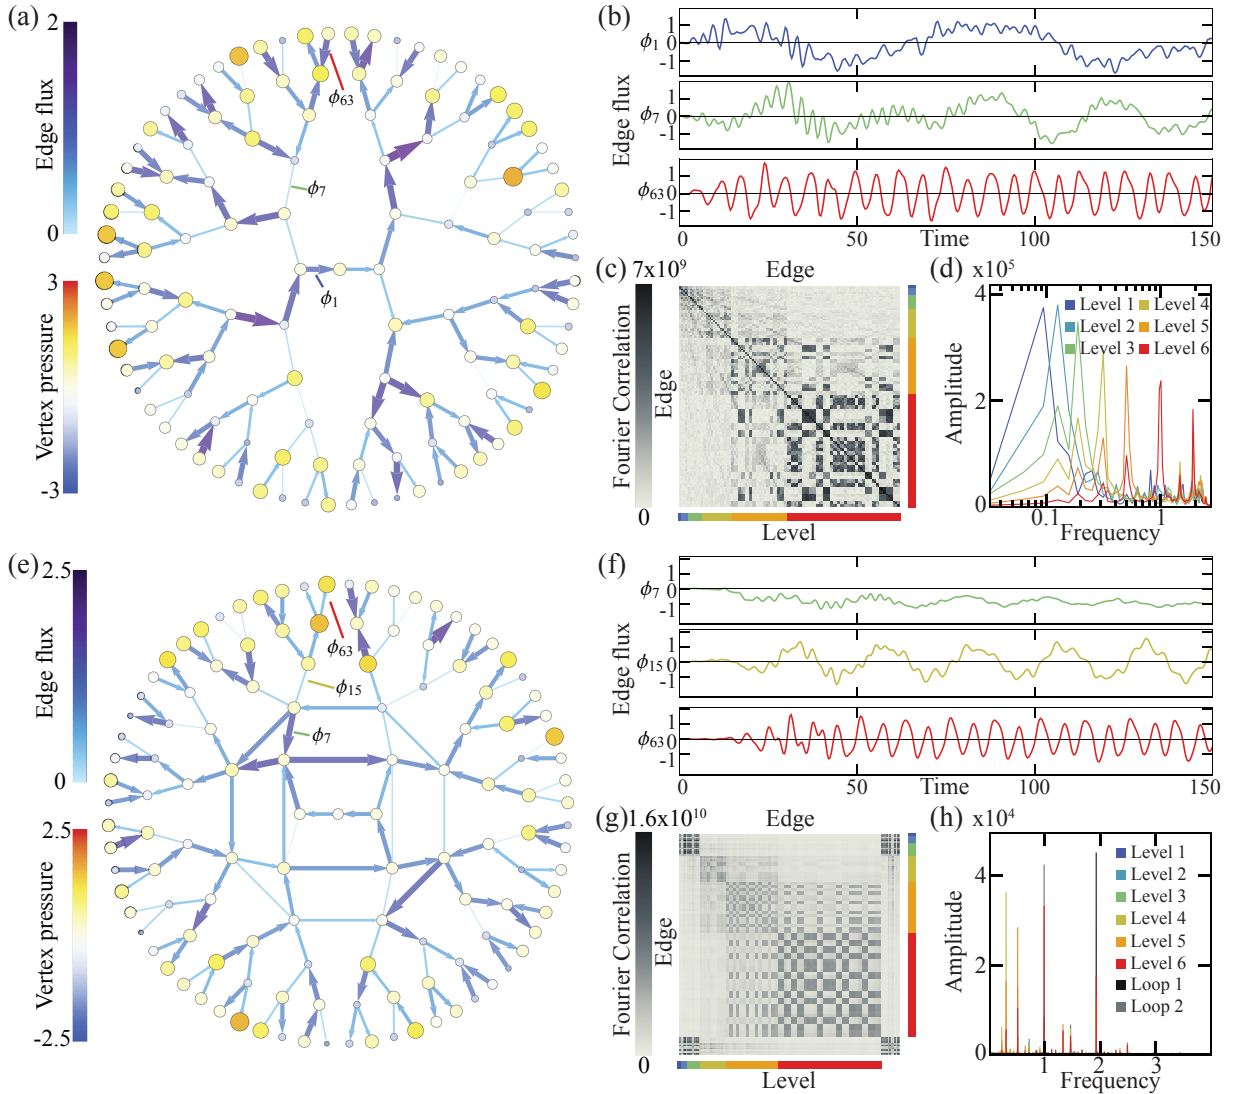 (a)
2
Edge flux
0
3
Vertex pressure
-3
ϕ63
ϕ7
ϕ1
(b)
Edge flux
ϕ1
1
0
-1
ϕ7
1
0
-1
ϕ63
1
0
-1
0
50
Time
100
150
(c)
7x10⁹
Edge
Fourier Correlation
Edge
0
Level
(d)
x10⁵
4
2
0
Amplitude
Level 1
Level 2
Level 3
Level 4
Level 5
Level 6
0.1
Frequency
1
(e)
2.5
Edge flux
0
2.5
Vertex pressure
-2.5
ϕ63
ϕ15
ϕ7
(f)
Edge flux
ϕ7
1
0
-1
ϕ15
1
0
-1
ϕ63
1
0
-1
0
50
Time
100
150
(g)
1.6x10¹⁰
Edge
Fourier Correlation
Edge
0
Level
(h)
x10⁴
4
2
0
Amplitude
Level 1
Level 2
Level 3
Level 4
Level 5
Level 6
Loop 1
Loop 2
1
2
3
Frequency